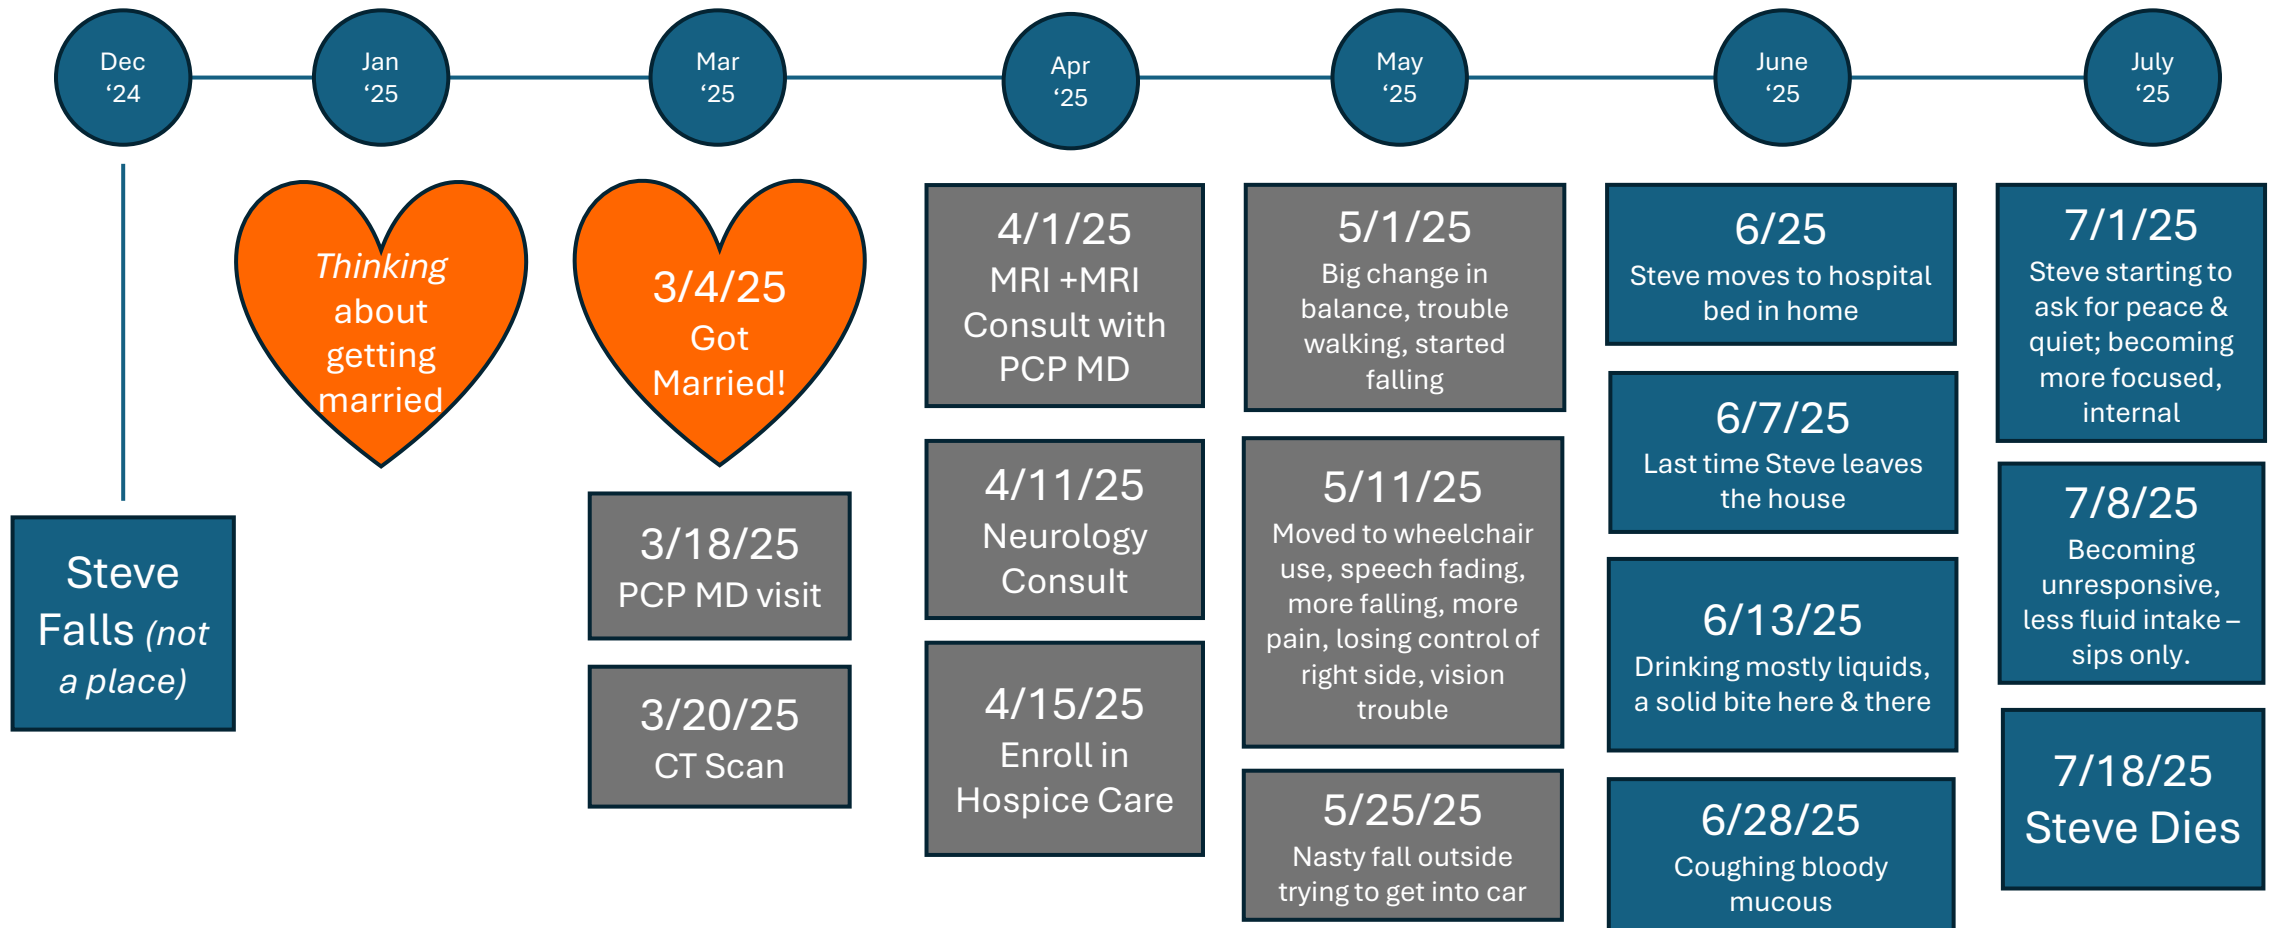 Dec
‘24
Jan
‘25
Mar
‘25
Apr
‘25
May
‘25
June
‘25
July
‘25
Steve
Falls (not
a place)
Thinking
about
getting
married
3/4/25
Got
Married!
3/18/25
PCP MD visit
3/20/25
CT Scan
4/1/25
MRI +MRI
Consult with
PCP MD
4/11/25
Neurology
Consult
4/15/25
Enroll in
Hospice Care
5/1/25
Big change in
balance, trouble
walking, started
falling
5/11/25
Moved to wheelchair
use, speech fading,
more falling, more
pain, losing control of
right side, vision
trouble
5/25/25
Nasty fall outside
trying to get into car
6/25
Steve moves to hospital
bed in home
6/7/25
Last time Steve leaves
the house
6/13/25
Drinking mostly liquids,
a solid bite here & there
6/28/25
Coughing bloody
mucous
7/1/25
Steve starting to
ask for peace &
quiet; becoming
more focused,
internal
7/8/25
Becoming
unresponsive,
less fluid intake –
sips only.
7/18/25
Steve Dies